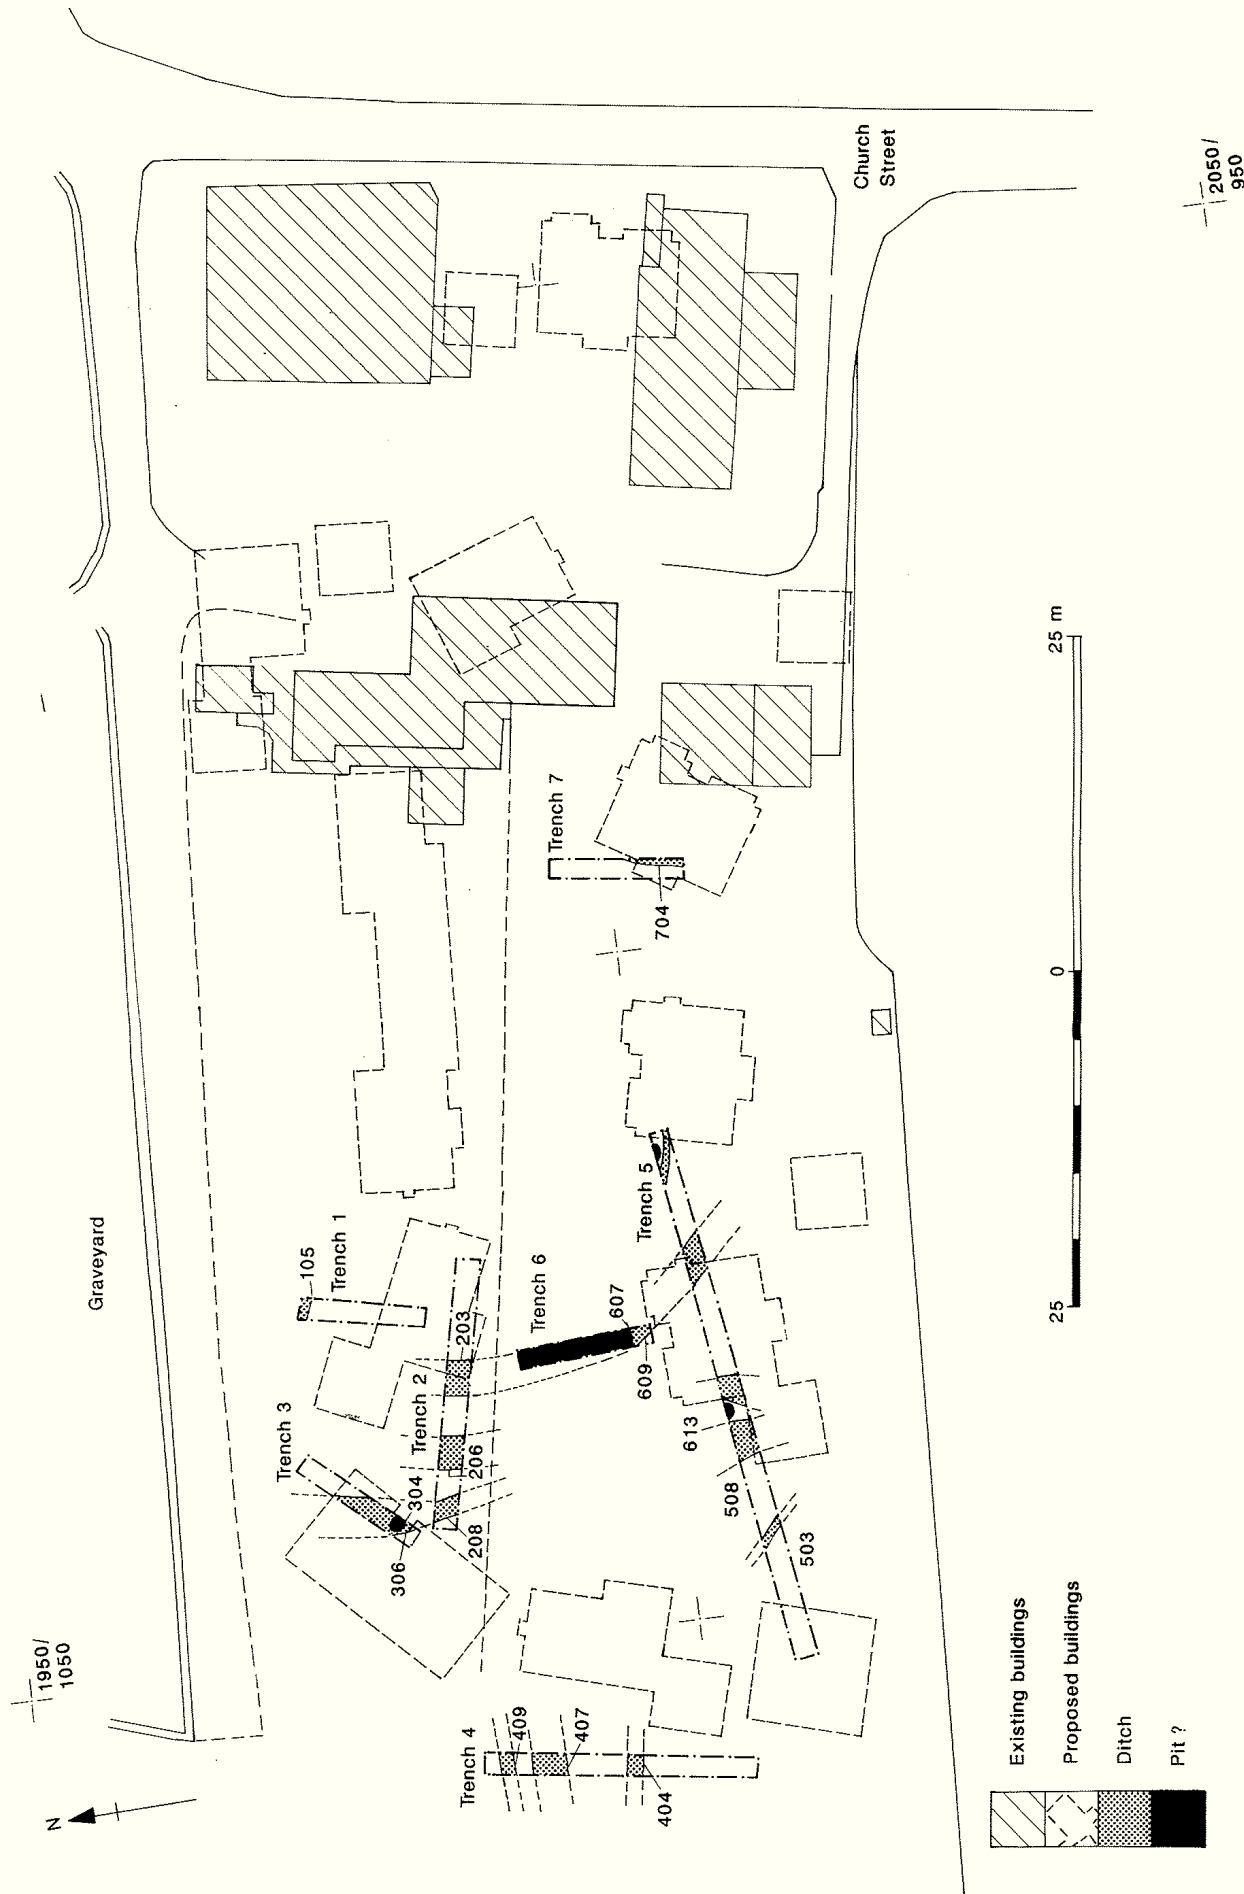 N
1950/
1050
Graveyard
Church
Street
2050/
950
Trench 1
105
Trench 2
203
206
208
Trench 3
304
306
Trench 4
409
407
404
Trench 5
613
508
503
Trench 6
607
609
Trench 7
704
25
0
25 m
Existing buildings
Proposed buildings
Ditch
Pit ?